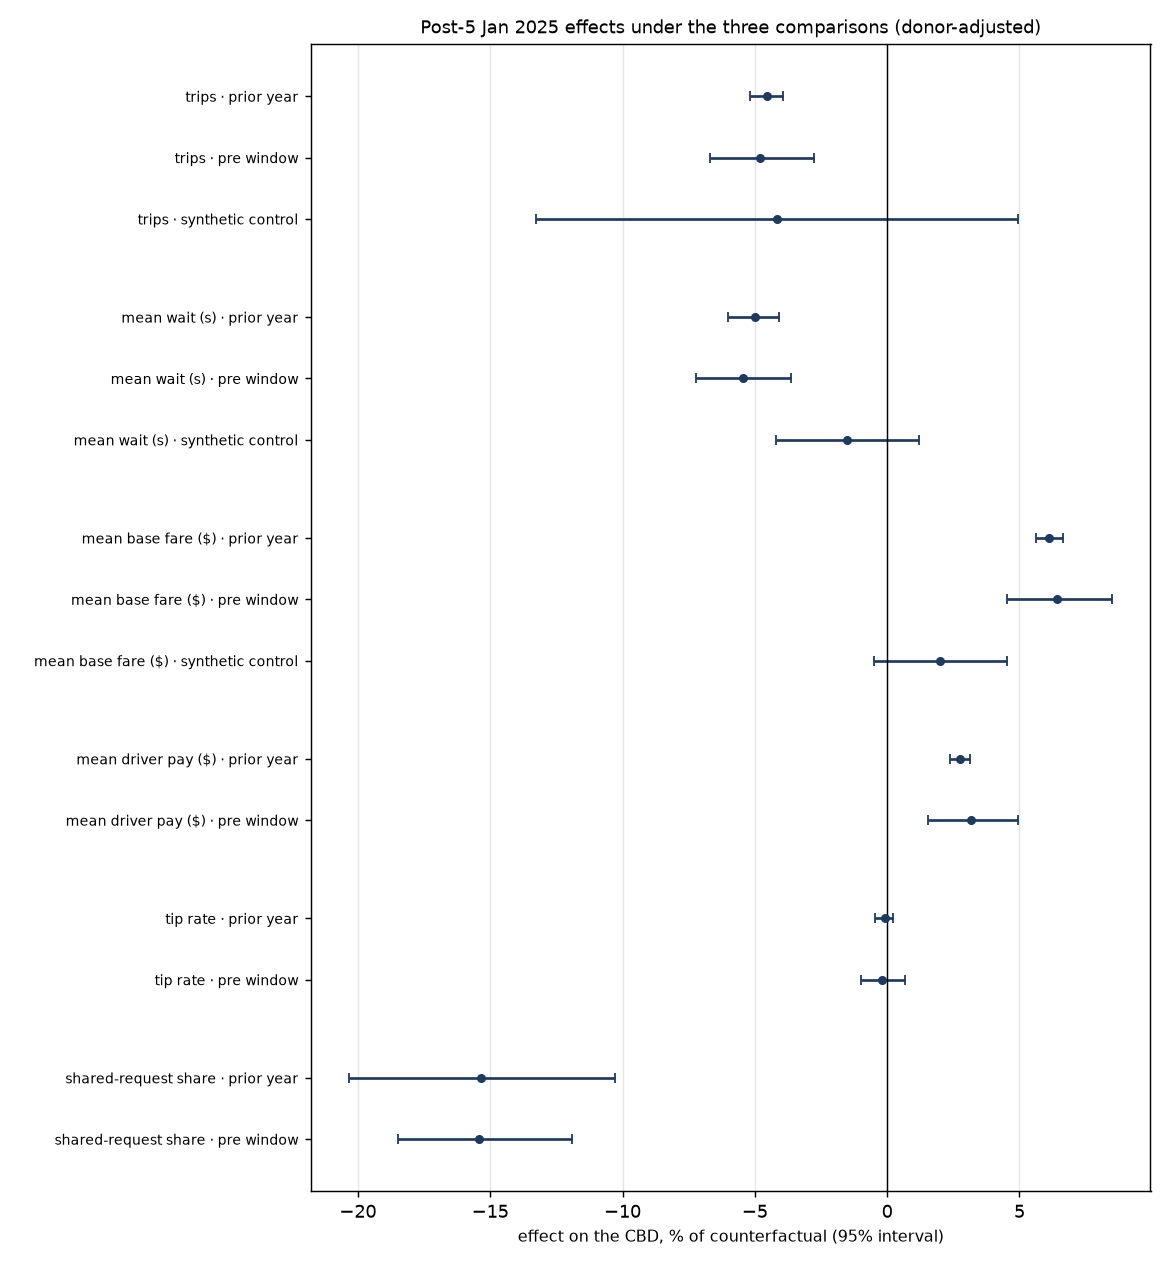 Post-5 Jan 2025 effects under the three comparisons (donor-adjusted)
trips · prior year
trips · pre window
trips · synthetic control
mean wait (s) · prior year
mean wait (s) · pre window
mean wait (s) · synthetic control
mean base fare ($) · prior year
mean base fare ($) · pre window
mean base fare ($) · synthetic control
mean driver pay ($) · prior year
mean driver pay ($) · pre window
tip rate · prior year
tip rate · pre window
shared-request share · prior year
shared-request share · pre window
−20 −15 −10 −5 0 5
effect on the CBD, % of counterfactual (95% interval)